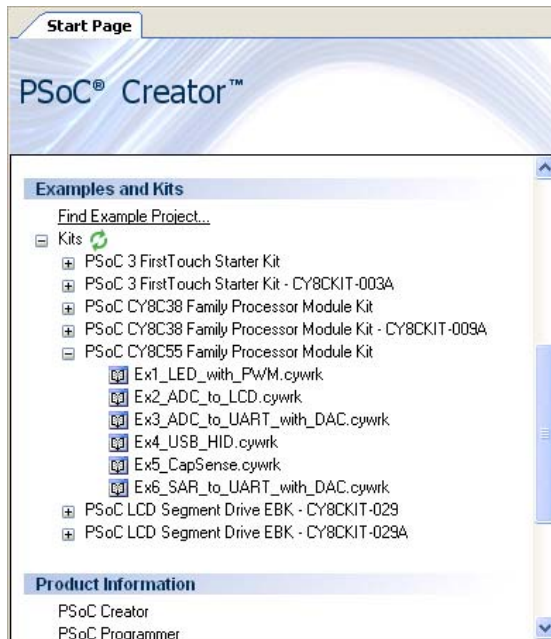 Start Page
PSoC® Creator™
Examples and Kits
Find Example Project...
Kits
PSoC 3 FirstTouch Starter Kit
PSoC 3 FirstTouch Starter Kit - CY8CKIT-003A
PSoC CY8C38 Family Processor Module Kit
PSoC CY8C38 Family Processor Module Kit - CY8CKIT-009A
PSoC CY8C55 Family Processor Module Kit
Ex1_LED_with_PWM.cywrk
Ex2_ADC_to_LCD.cywrk
Ex3_ADC_to_UART_with_DAC.cywrk
Ex4_USB_HID.cywrk
Ex5_CapSense.cywrk
Ex6_SAR_to_UART_with_DAC.cywrk
PSoC LCD Segment Drive EBK - CY8CKIT-029
PSoC LCD Segment Drive EBK - CY8CKIT-029A
Product Information
PSoC Creator
PSoC Programmer